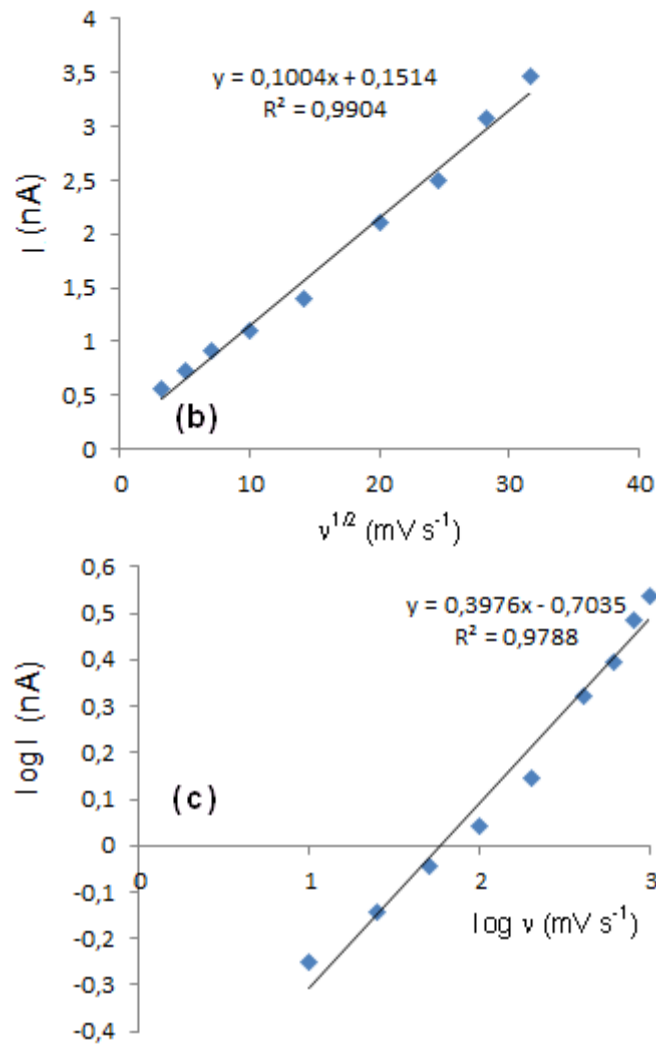 4
3,5
3
2,5
2
1,5
1
0,5
0
I (nA)
y = 0,1004x + 0,1514
R² = 0,9904
(b)
0 10 20 30 40
ν1/2 (mV s-1)
0,6
0,5
0,4
0,3
0,2
0,1
0
-0,1
-0,2
-0,3
-0,4
log I (nA)
y = 0,3976x - 0,7035
R² = 0,9788
(c)
0 1 2 3
log ν (mV s-1)